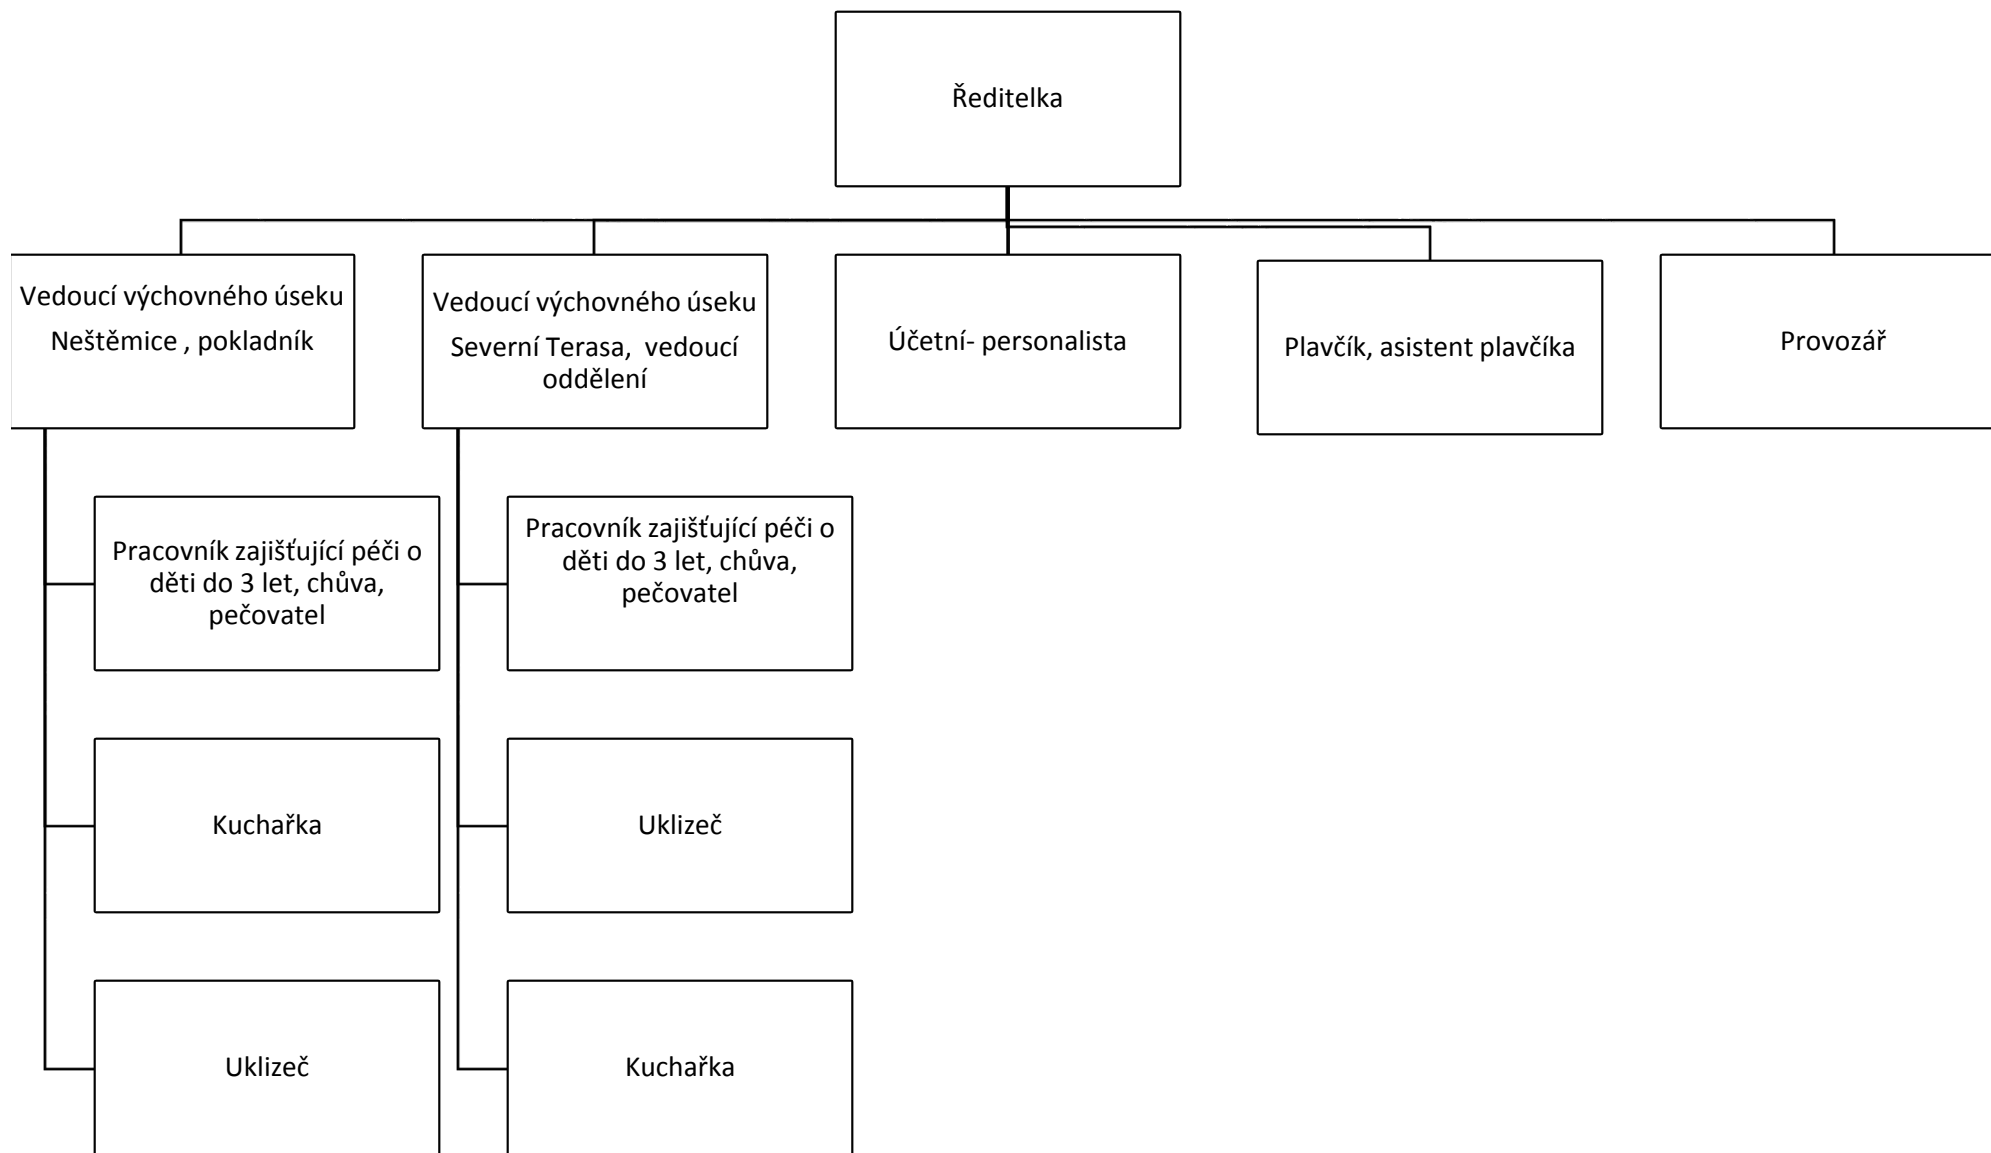 Ředitelka
Vedoucí výchovného úseku
Neštěmice , pokladník
Vedoucí výchovného úseku
Severní Terasa,  vedoucí
oddělení
Účetní- personalista
Plavčík, asistent plavčíka
Provozář
Pracovník zajišťující péči o
děti do 3 let, chůva,
pečovatel
Pracovník zajišťující péči o
děti do 3 let, chůva,
pečovatel
Kuchařka
Uklizeč
Uklizeč
Kuchařka